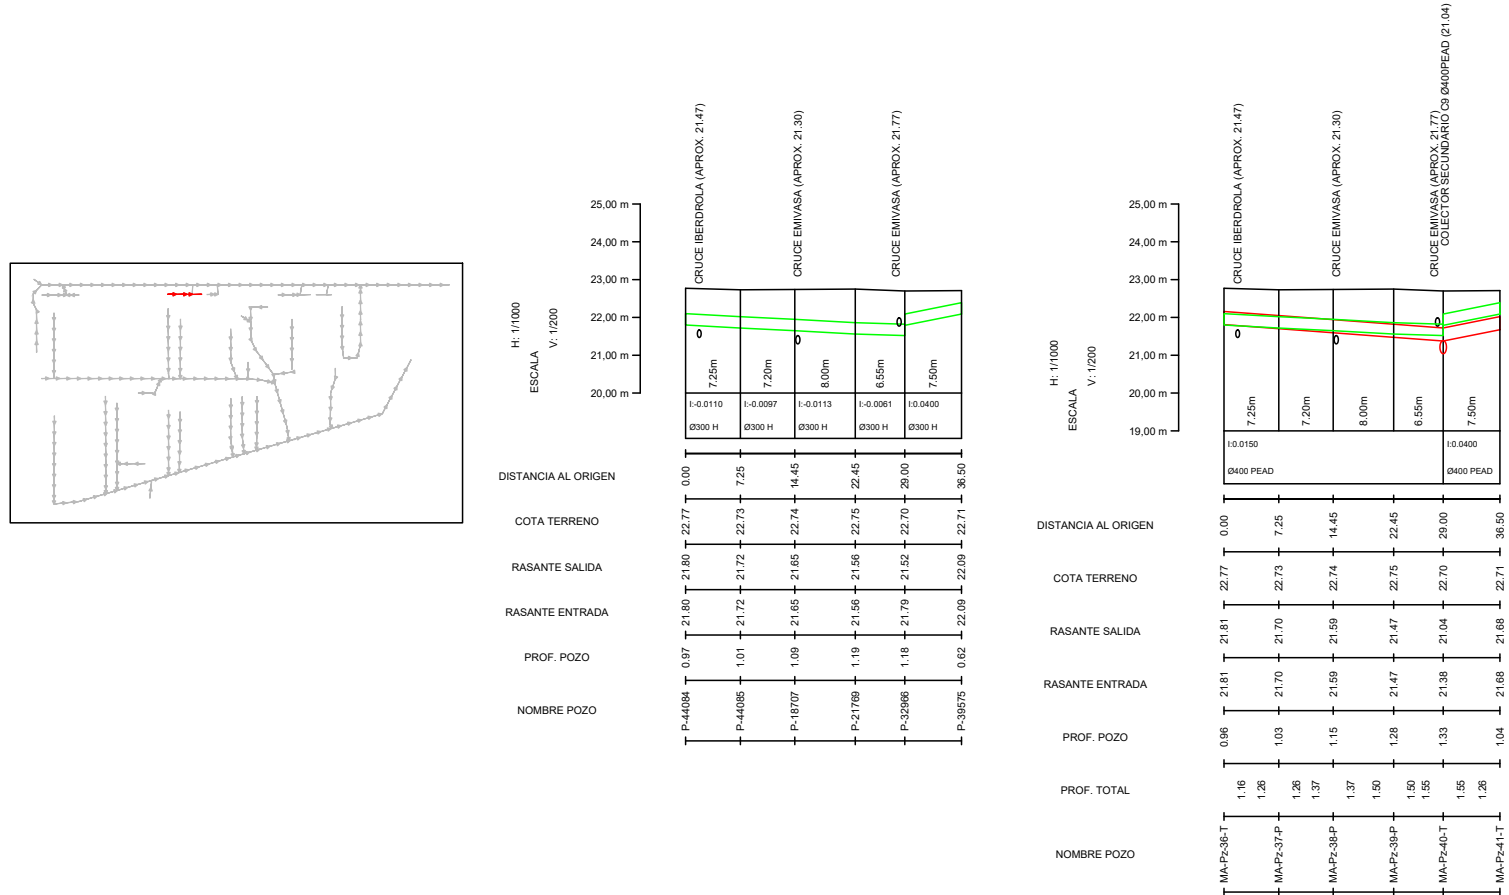 CRUCE IBERDROLA (APROX. 21.47)
CRUCE EMIVASA (APROX. 21.30)
CRUCE EMIVASA (APROX. 21.77)
25,00 m
24,00 m
23,00 m
22,00 m
21,00 m
20,00 m
H: 1/1000
ESCALA
V: 1/200
7.25m
7.20m
8.00m
6.55m
7.50m
I:-0.0110
I:-0.0097
I:-0.0113
I:-0.0061
I:0.0400
Ø300 H
Ø300 H
Ø300 H
Ø300 H
Ø300 H
DISTANCIA AL ORIGEN
0.00
7.25
14.45
22.45
29.00
36.50
COTA TERRENO
22.77
22.73
22.74
22.75
22.70
22.71
RASANTE SALIDA
21.80
21.72
21.65
21.56
21.52
22.09
RASANTE ENTRADA
21.80
21.72
21.65
21.56
21.79
22.09
PROF. POZO
0.97
1.01
1.09
1.19
1.18
0.62
NOMBRE POZO
P-44084
P-44085
P-18707
P-21769
P-32966
P-39575
CRUCE IBERDROLA (APROX. 21.47)
CRUCE EMIVASA (APROX. 21.30)
CRUCE EMIVASA (APROX. 21.77)
COLECTOR SECUNDARIO C9 Ø400PEAD (21.04)
25,00 m
24,00 m
23,00 m
22,00 m
21,00 m
20,00 m
19,00 m
H: 1/1000
ESCALA
V: 1/200
7.25m
7.20m
8.00m
6.55m
7.50m
I:0.0150
I:0.0400
Ø400 PEAD
Ø400 PEAD
DISTANCIA AL ORIGEN
0.00
7.25
14.45
22.45
29.00
36.50
COTA TERRENO
22.77
22.73
22.74
22.75
22.70
22.71
RASANTE SALIDA
21.81
21.70
21.59
21.47
21.04
21.68
RASANTE ENTRADA
21.81
21.70
21.59
21.47
21.38
21.68
PROF. POZO
0.96
1.03
1.15
1.28
1.33
1.04
PROF. TOTAL
1.16
1.26
1.26
1.37
1.37
1.50
1.50
1.55
1.55
1.26
NOMBRE POZO
MA-Pz-36-T
MA-Pz-37-P
MA-Pz-38-P
MA-Pz-39-P
MA-Pz-40-T
MA-Pz-41-T